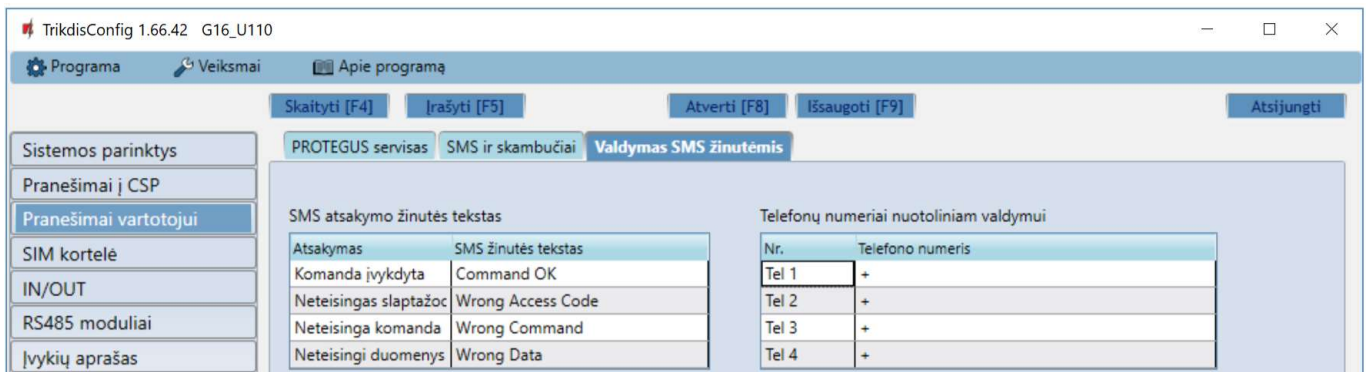 TrikdisConfig 1.66.42 G16_U110
Programa Veiksmai Apie programą
Skaityti [F4] Įrašyti [F5] Atverti [F8] Išsaugoti [F9] Atsijungti
Sistemos parinktys
Pranešimai į CSP
Pranešimai vartotojui
SIM kortelė
IN/OUT
RS485 moduliai
Įvykių aprašas
PROTEGUS servisas SMS ir skambučiai Valdymas SMS žinutėmis
SMS atsakymo žinutės tekstas
Atsakymas SMS žinutės tekstas
Komanda įvykdyta Command OK
Neteisingas slaptažoc Wrong Access Code
Neteisinga komanda Wrong Command
Neteisingi duomenys Wrong Data
Telefonų numeriai nuotoliniam valdymui
Nr. Telefono numeris
Tel 1 +
Tel 2 +
Tel 3 +
Tel 4 +